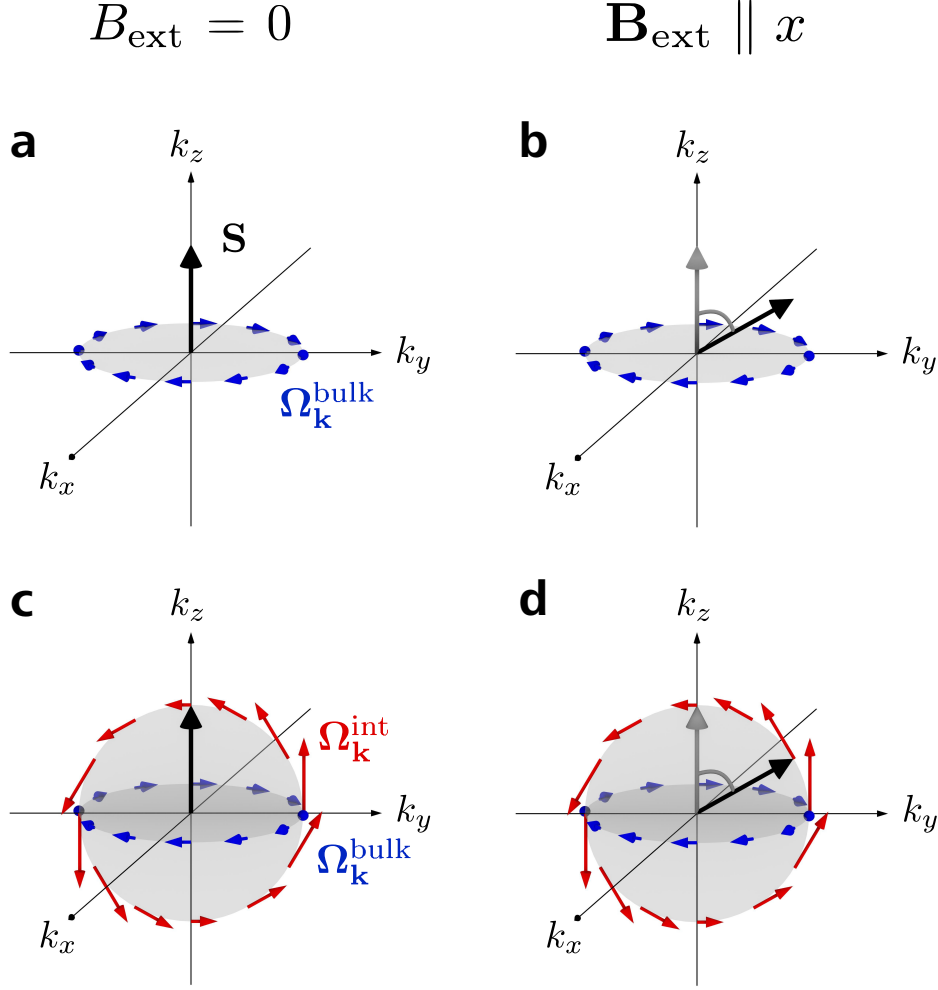 B_ext = 0
B_ext ∥ x
a
k_z
S
k_y
Ω_k^bulk
k_x
b
k_z
k_y
k_x
c
k_z
Ω_k^int
k_y
Ω_k^bulk
k_x
d
k_z
k_y
k_x